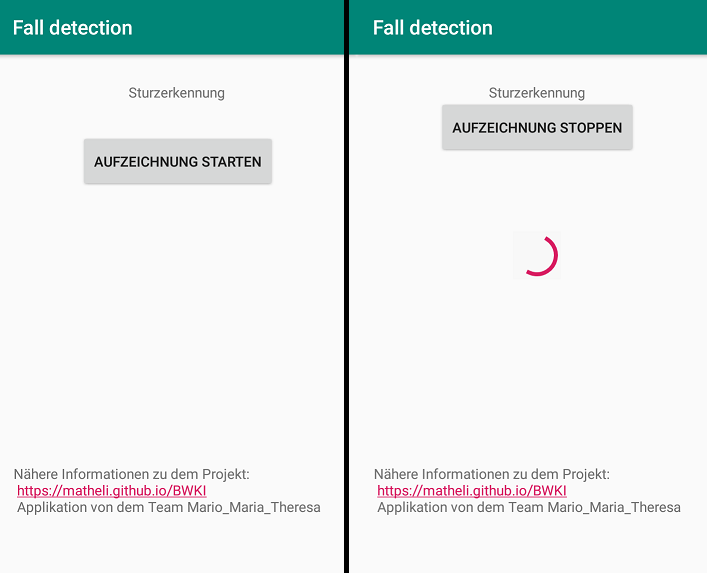 Fall detection
Sturzerkennung
AUFZEICHNUNG STARTEN
Nähere Informationen zu dem Projekt:
https://matheli.github.io/BWKI
Applikation von dem Team Mario_Maria_Theresa
Fall detection
Sturzerkennung
AUFZEICHNUNG STOPPEN
Nähere Informationen zu dem Projekt:
https://matheli.github.io/BWKI
Applikation von dem Team Mario_Maria_Theresa